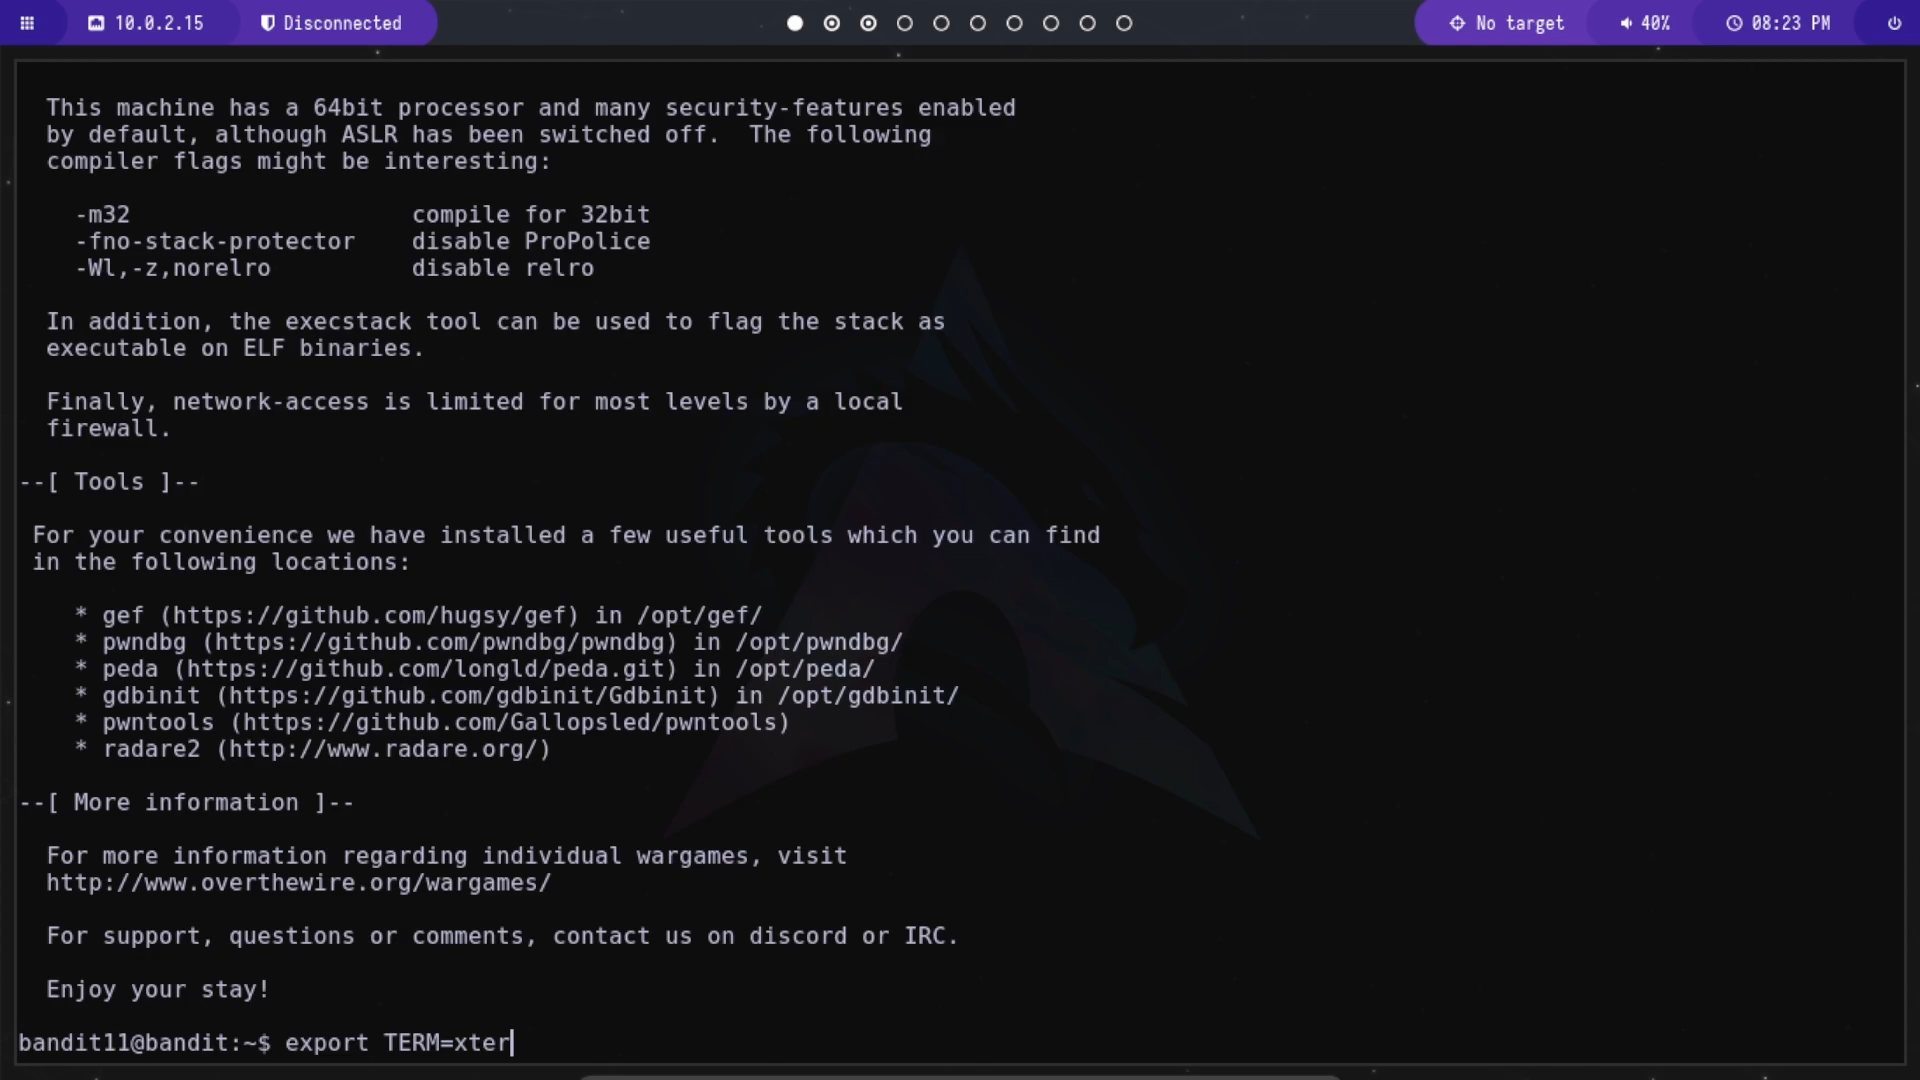 10.0.2.15
Disconnected
No target
40%
08:23 PM
This machine has a 64bit processor and many security-features enabled
by default, although ASLR has been switched off.  The following
compiler flags might be interesting:
-m32                    compile for 32bit
-fno-stack-protector    disable ProPolice
-Wl,-z,norelro          disable relro
In addition, the execstack tool can be used to flag the stack as
executable on ELF binaries.
Finally, network-access is limited for most levels by a local
firewall.
--[ Tools ]--
For your convenience we have installed a few useful tools which you can find
in the following locations:
* gef (https://github.com/hugsy/gef) in /opt/gef/
* pwndbg (https://github.com/pwndbg/pwndbg) in /opt/pwndbg/
* peda (https://github.com/longld/peda.git) in /opt/peda/
* gdbinit (https://github.com/gdbinit/Gdbinit) in /opt/gdbinit/
* pwntools (https://github.com/Gallopsled/pwntools)
* radare2 (http://www.radare.org/)
--[ More information ]--
For more information regarding individual wargames, visit
http://www.overthewire.org/wargames/
For support, questions or comments, contact us on discord or IRC.
Enjoy your stay!
bandit11@bandit:~$ export TERM=xter